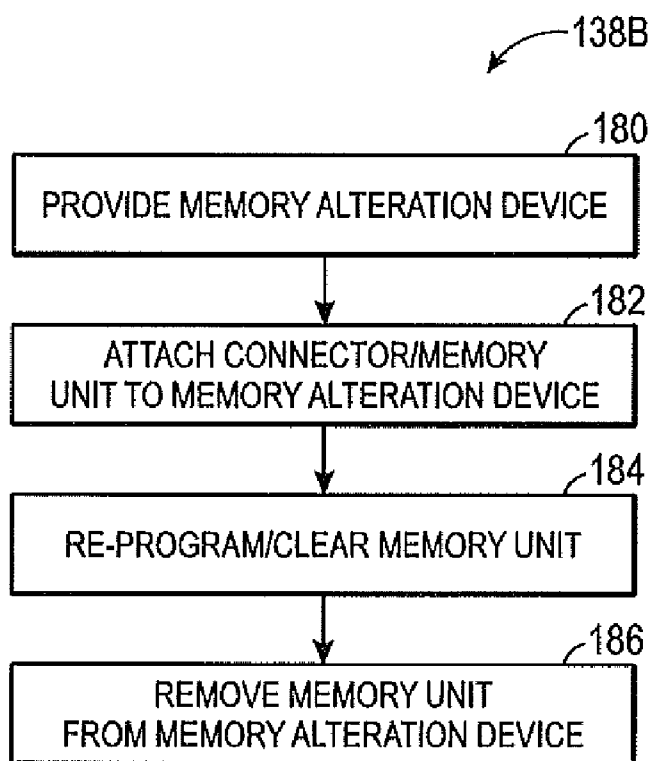 138B
180
PROVIDE MEMORY ALTERATION DEVICE
182
ATTACH CONNECTOR/MEMORY
UNIT TO MEMORY ALTERATION DEVICE
184
RE-PROGRAM/CLEAR MEMORY UNIT
186
REMOVE MEMORY UNIT
FROM MEMORY ALTERATION DEVICE